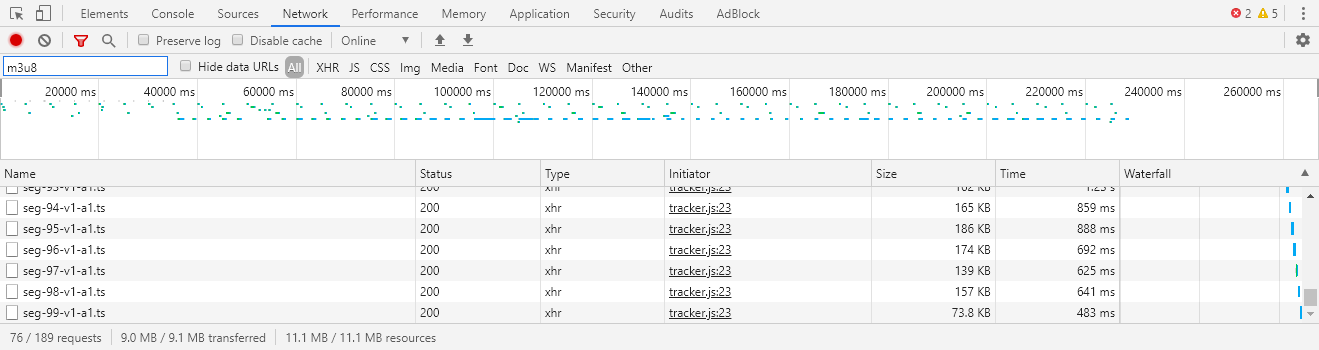 Elements Console Sources Network Performance Memory Application Security Audits AdBlock 2 5
Preserve log Disable cache Online
m3u8 Hide data URLs All XHR JS CSS Img Media Font Doc WS Manifest Other
20000 ms 40000 ms 60000 ms 80000 ms 100000 ms 120000 ms 140000 ms 160000 ms 180000 ms 200000 ms 220000 ms 240000 ms 260000 ms
Name Status Type Initiator Size Time Waterfall
seg-93-v1-a1.ts 200 xhr tracker.js:23 162 KB 1.25 s
seg-94-v1-a1.ts 200 xhr tracker.js:23 165 KB 859 ms
seg-95-v1-a1.ts 200 xhr tracker.js:23 186 KB 888 ms
seg-96-v1-a1.ts 200 xhr tracker.js:23 174 KB 692 ms
seg-97-v1-a1.ts 200 xhr tracker.js:23 139 KB 625 ms
seg-98-v1-a1.ts 200 xhr tracker.js:23 157 KB 641 ms
seg-99-v1-a1.ts 200 xhr tracker.js:23 73.8 KB 483 ms
76 / 189 requests 9.0 MB / 9.1 MB transferred 11.1 MB / 11.1 MB resources